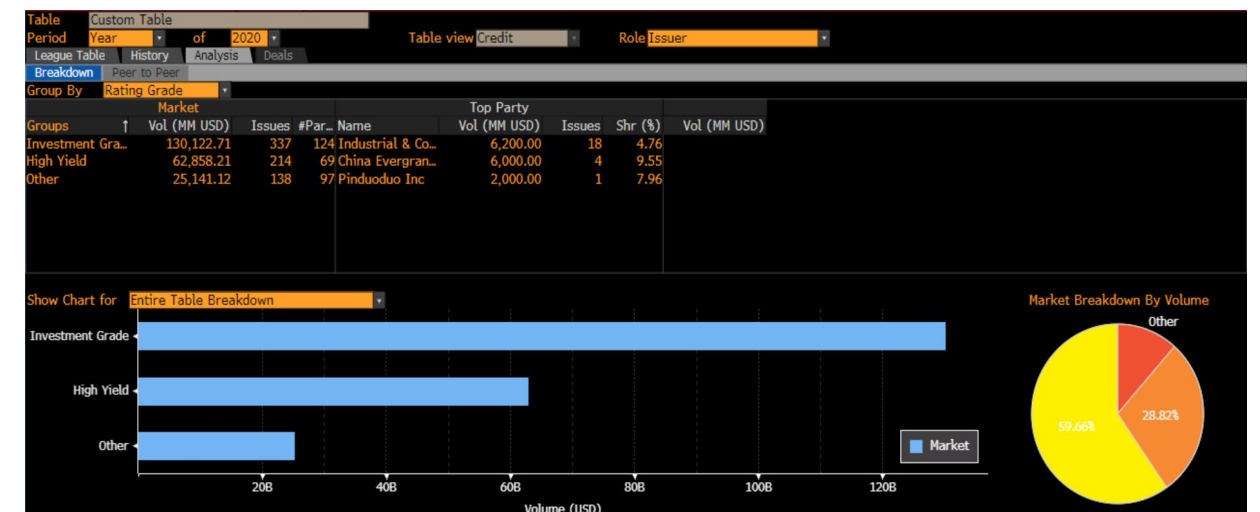 Table Custom Table
Period Year of 2020 Table view Credit Role Issuer
League Table History Analysis Deals
Breakdown Peer to Peer
Group By Rating Grade
Market Top Party
Groups ↑ Vol (MM USD) Issues #Par… Name Vol (MM USD) Issues Shr (%) Vol (MM USD)
Investment Gra… 130,122.71 337 124 Industrial & Co… 6,200.00 18 4.76
High Yield 62,858.21 214 69 China Evergran… 6,000.00 4 9.55
Other 25,141.12 138 97 Pinduoduo Inc 2,000.00 1 7.96
Show Chart for Entire Table Breakdown
Market Breakdown By Volume
Investment Grade
High Yield
Other
Market
20B 40B 60B 80B 100B 120B
Volume (USD)
Other
59.66%
28.82%